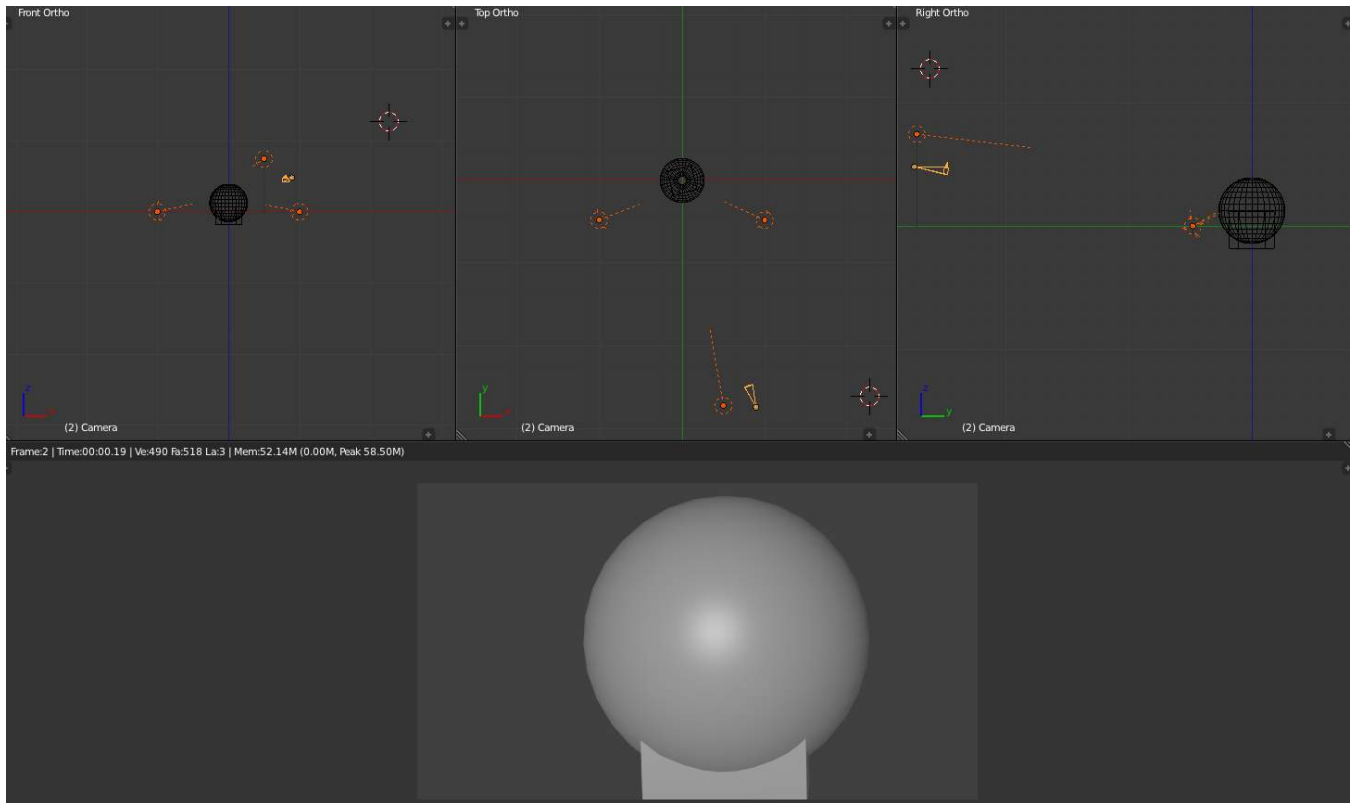 Front Ortho
Top Ortho
Right Ortho
z
y
z
y
(2) Camera
(2) Camera
(2) Camera
Frame:2 | Time:00:00.19 | Ve:490 Fa:518 La:3 | Mem:52.14M (0.00M, Peak 58.50M)